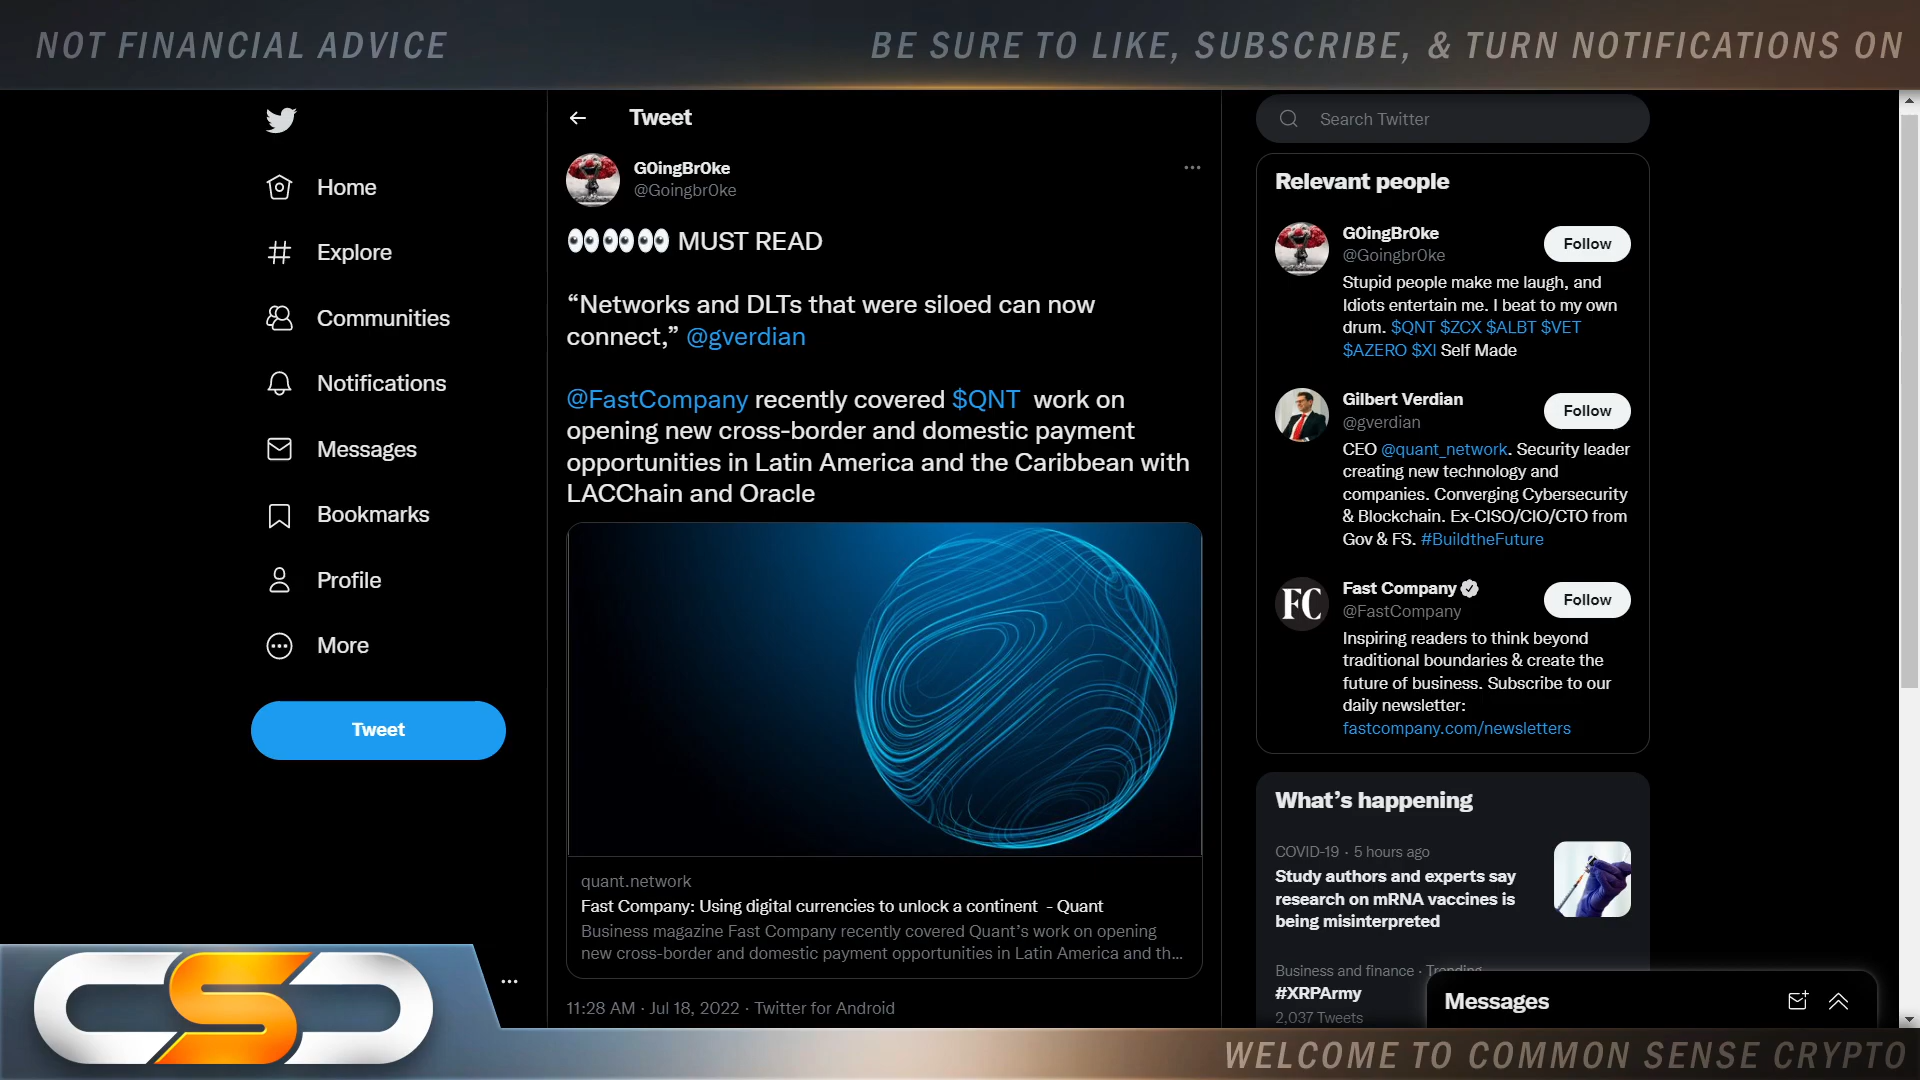 NOT FINANCIAL ADVICE
BE SURE TO LIKE, SUBSCRIBE, & TURN NOTIFICATIONS ON
Home
Explore
Communities
Notifications
Messages
Bookmarks
Profile
More
Tweet
Tweet
G0ingBr0ke
@Goingbr0ke
👀👀👀 MUST READ
“Networks and DLTs that were siloed can now
connect,” @gverdian
@FastCompany recently covered $QNT work on
opening new cross-border and domestic payment
opportunities in Latin America and the Caribbean with
LACChain and Oracle
quant.network
Fast Company: Using digital currencies to unlock a continent - Quant
Business magazine Fast Company recently covered Quant’s work on opening
new cross-border and domestic payment opportunities in Latin America and th...
11:28 AM · Jul 18, 2022 · Twitter for Android
Search Twitter
Relevant people
G0ingBr0ke
@Goingbr0ke
Follow
Stupid people make me laugh, and
Idiots entertain me. I beat to my own
drum. $QNT $ZCX $ALBT $VET
$AZERO $XI Self Made
Gilbert Verdian
@gverdian
Follow
CEO @quant_network. Security leader
creating new technology and
companies. Converging Cybersecurity
& Blockchain. Ex-CISO/CIO/CTO from
Gov & FS. #BuildtheFuture
FC
Fast Company
@FastCompany
Follow
Inspiring readers to think beyond
traditional boundaries & create the
future of business. Subscribe to our
daily newsletter:
fastcompany.com/newsletters
What’s happening
COVID-19 · 5 hours ago
Study authors and experts say
research on mRNA vaccines is
being misinterpreted
Business and finance · Trending
#XRPArmy
2,037 Tweets
Messages
CSC
WELCOME TO COMMON SENSE CRYPTO